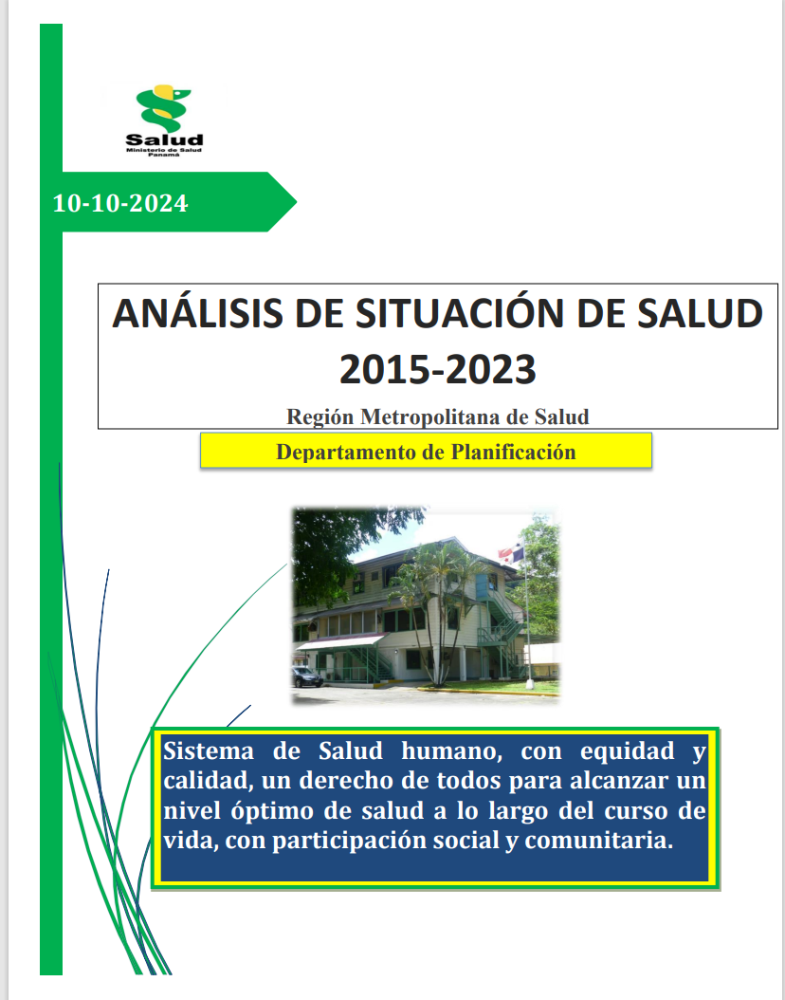 Salud
Ministerio de Salud
Panamá
10-10-2024
ANÁLISIS DE SITUACIÓN DE SALUD
2015-2023
Región Metropolitana de Salud
Departamento de Planificación
Sistema de Salud humano, con equidad y
calidad, un derecho de todos para alcanzar un
nivel óptimo de salud a lo largo del curso de
vida, con participación social y comunitaria.